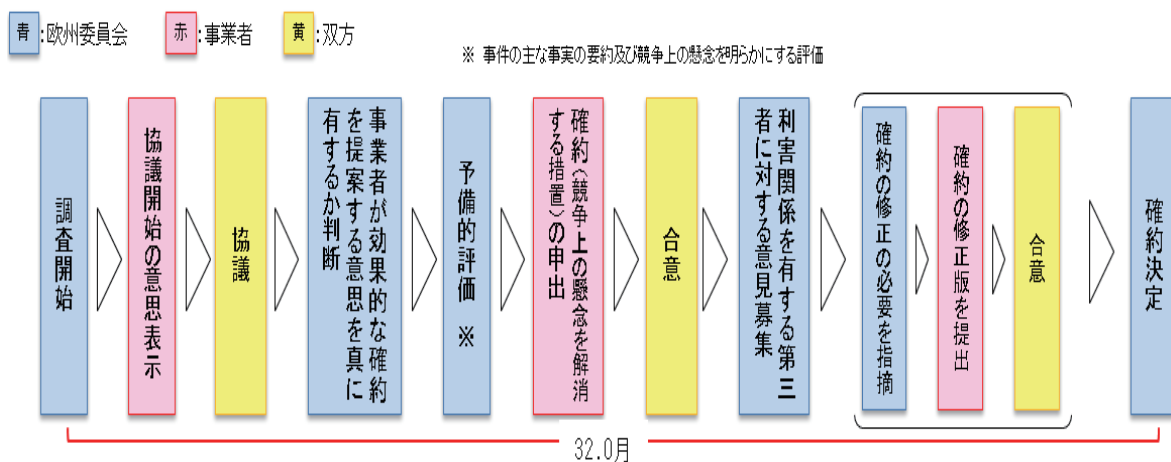 青:欧州委員会
赤:事業者
黄:双方
※ 事件の主な事実の要約及び競争上の懸念を明らかにする評価
調査開始
協議開始の意思表示
協議
事業者が効果的な確約
を提案する意思を真に
有するか判断
予備的評価 ※
確約(競争上の懸念を解消
する措置)の申出
合意
利害関係を有する第三
者に対する意見募集
確約の修正の必要を指摘
確約の修正版を提出
合意
確約決定
32.0月